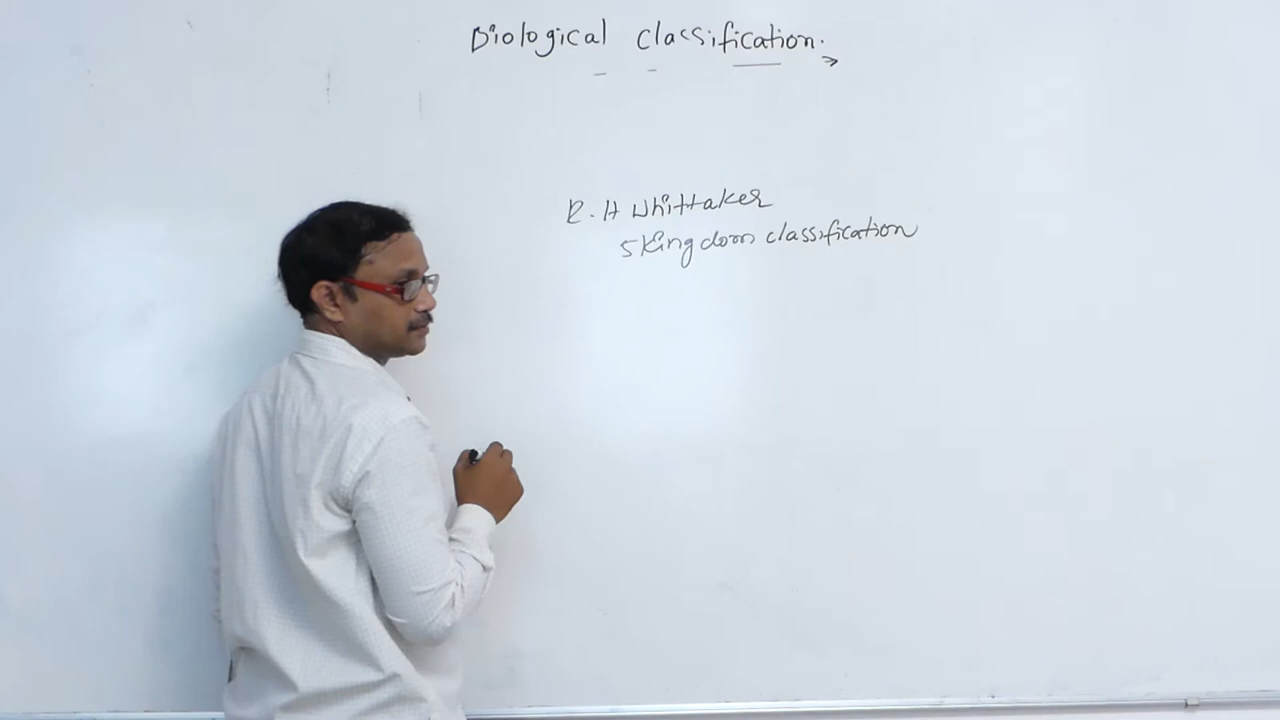 Biological classification.
R. H Whittaker
5 Kingdom classification